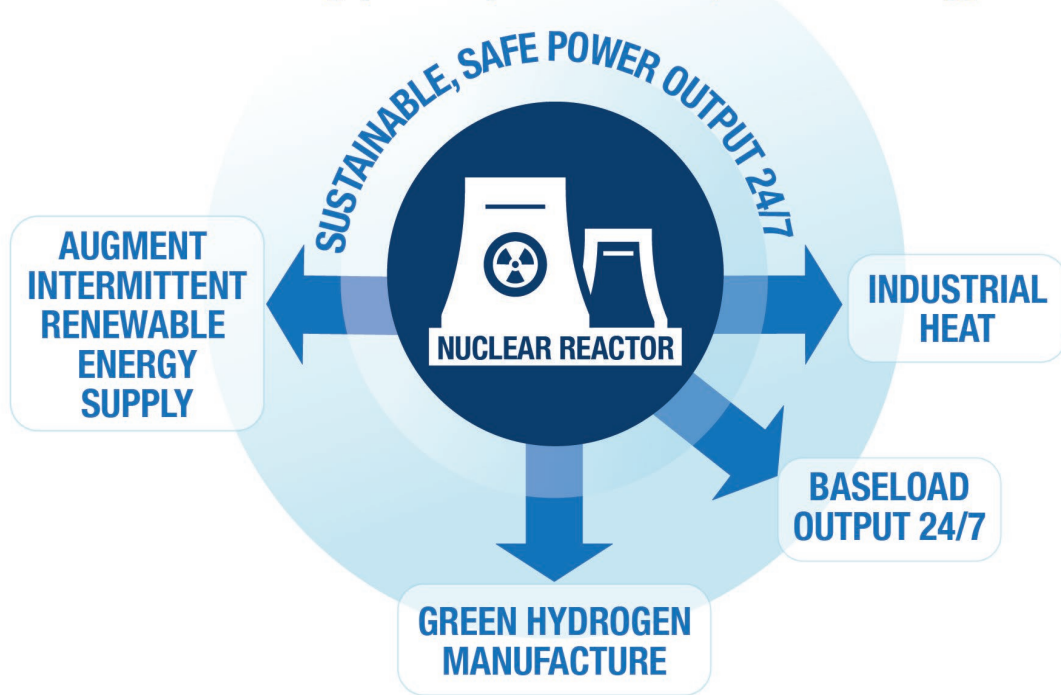 SUSTAINABLE, SAFE POWER OUTPUT 24/7
NUCLEAR REACTOR
AUGMENT
INTERMITTENT
RENEWABLE
ENERGY
SUPPLY
INDUSTRIAL
HEAT
BASELOAD
OUTPUT 24/7
GREEN HYDROGEN
MANUFACTURE